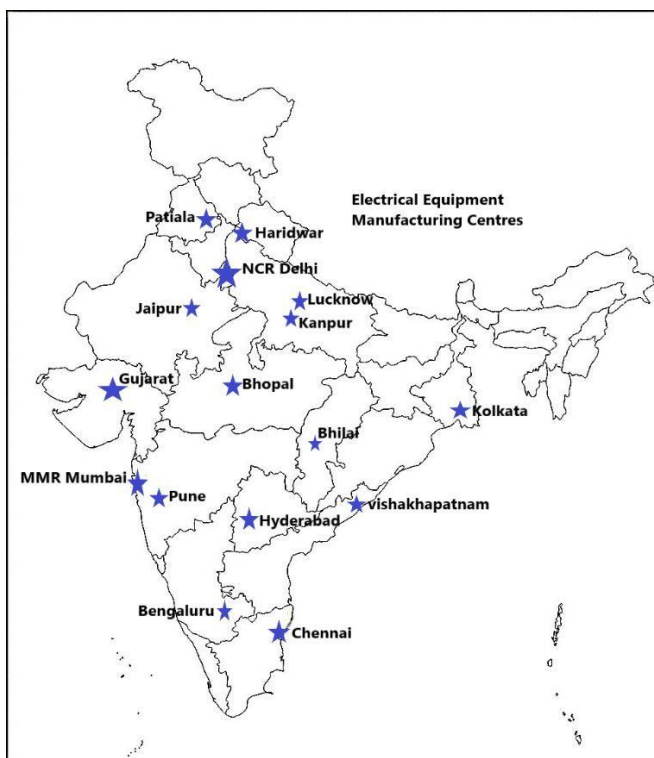 Electrical Equipment
Manufacturing Centres
Patiala
Haridwar
NCR Delhi
Jaipur
Lucknow
Kanpur
Gujarat
Bhopal
Kolkata
Bhilai
MMR Mumbai
Pune
vishakhapatnam
Hyderabad
Bengaluru
Chennai